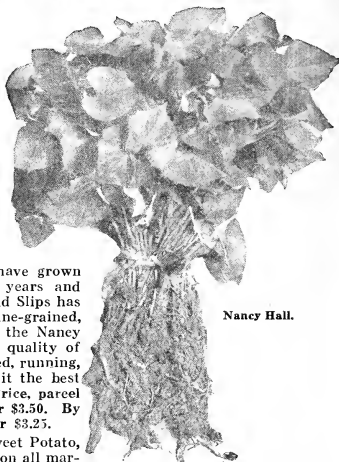 have grown
years and
d Slips has
ne-grained,
the Nancy
quality of
ed, running,
it the best
rice, parcel
r $3.50. By
r $3.25.
Nancy Hall.
veet Potato,
on all mar-